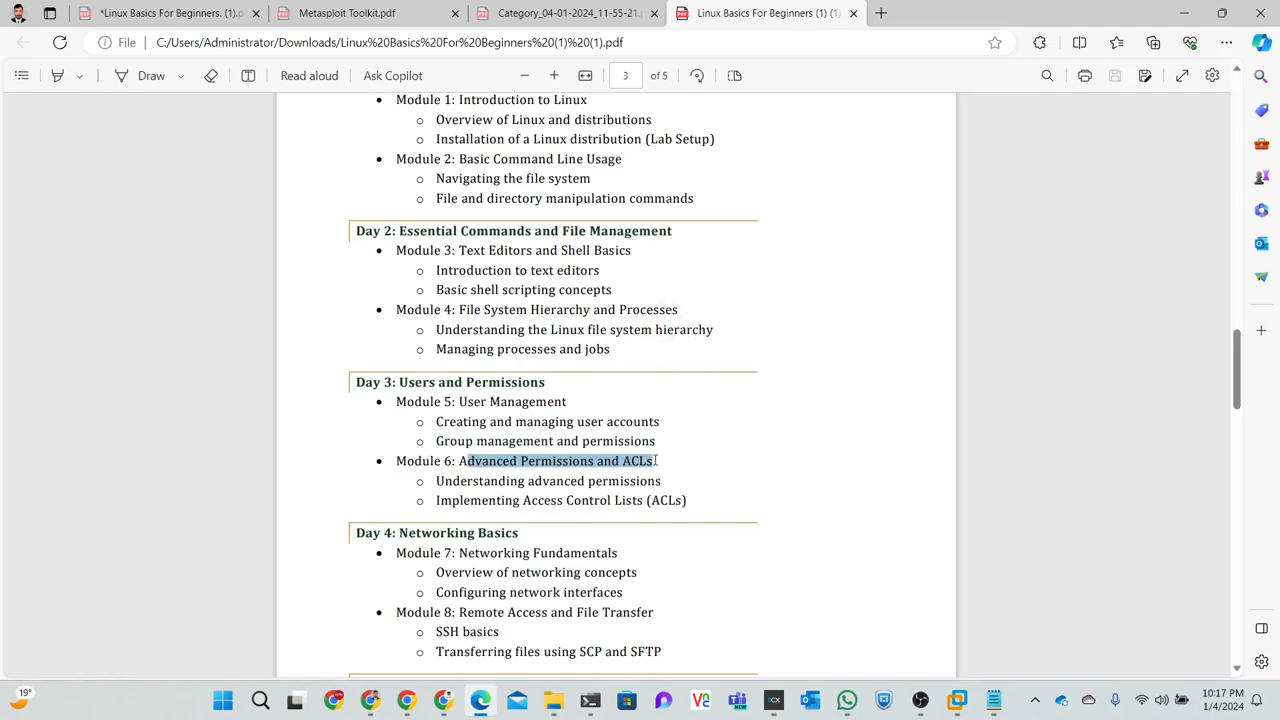 *Linux Basics For Beginners (1).p
Metasploit Toolkit.pdf
Category_04-01-2024_11-55-21.
Linux Basics For Beginners (1) (1)
File
C:/Users/Administrator/Downloads/Linux%20Basics%20For%20Beginners%20(1)%20(1).pdf
Draw
Read aloud
Ask Copilot
3
of 5
Module 1: Introduction to Linux
Overview of Linux and distributions
Installation of a Linux distribution (Lab Setup)
Module 2: Basic Command Line Usage
Navigating the file system
File and directory manipulation commands
Day 2: Essential Commands and File Management
Module 3: Text Editors and Shell Basics
Introduction to text editors
Basic shell scripting concepts
Module 4: File System Hierarchy and Processes
Understanding the Linux file system hierarchy
Managing processes and jobs
Day 3: Users and Permissions
Module 5: User Management
Creating and managing user accounts
Group management and permissions
Module 6: Advanced Permissions and ACLs
Understanding advanced permissions
Implementing Access Control Lists (ACLs)
Day 4: Networking Basics
Module 7: Networking Fundamentals
Overview of networking concepts
Configuring network interfaces
Module 8: Remote Access and File Transfer
SSH basics
Transferring files using SCP and SFTP
19°
10:17 PM
1/4/2024